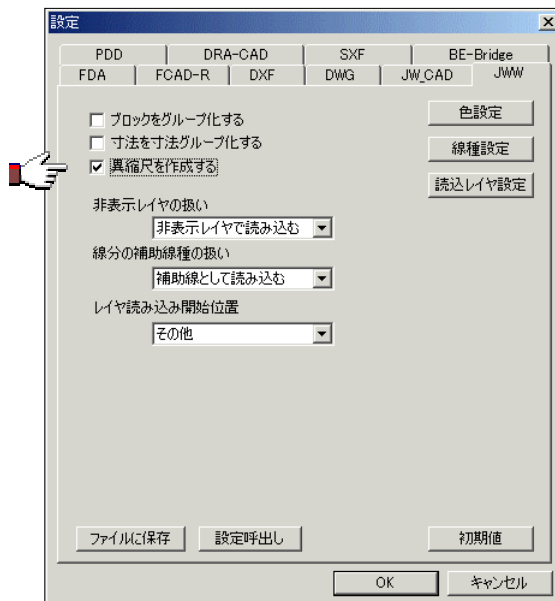 設定
PDD DRA-CAD SXF BE-Bridge
FDA FCAD-R DXF DWG JW_CAD JWW
ブロックをグループ化する
寸法を寸法グループ化する
異縮尺を作成する
色設定
線種設定
読込レイヤ設定
非表示レイヤの扱い
非表示レイヤで読み込む
線分の補助線種の扱い
補助線として読み込む
レイヤ読み込み開始位置
その他
ファイルに保存 設定呼出し 初期値
OK キャンセル